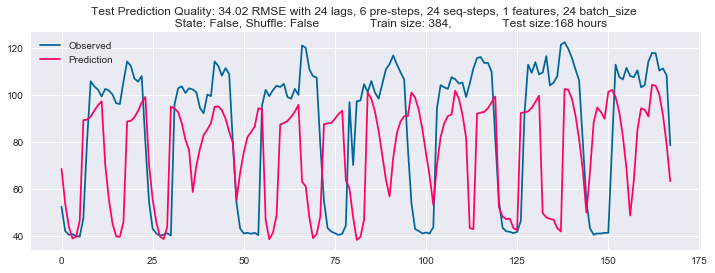 Test Prediction Quality: 34.02 RMSE with 24 lags, 6 pre-steps, 24 seq-steps, 1 features, 24 batch_size
State: False, Shuffle: False Train size: 384, Test size:168 hours
Observed
Prediction
120
100
80
60
40
0 25 50 75 100 125 150 175